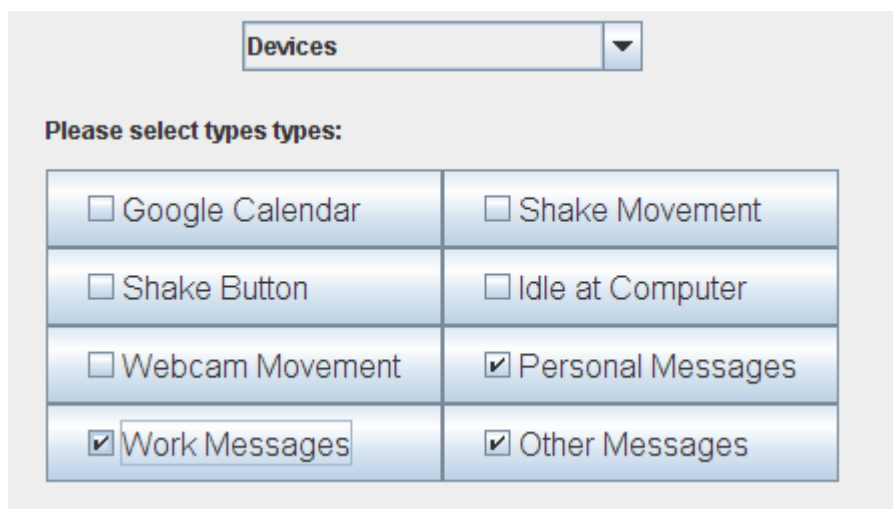 Devices
Please select types types:
Google Calendar
Shake Movement
Shake Button
Idle at Computer
Webcam Movement
Personal Messages
Work Messages
Other Messages